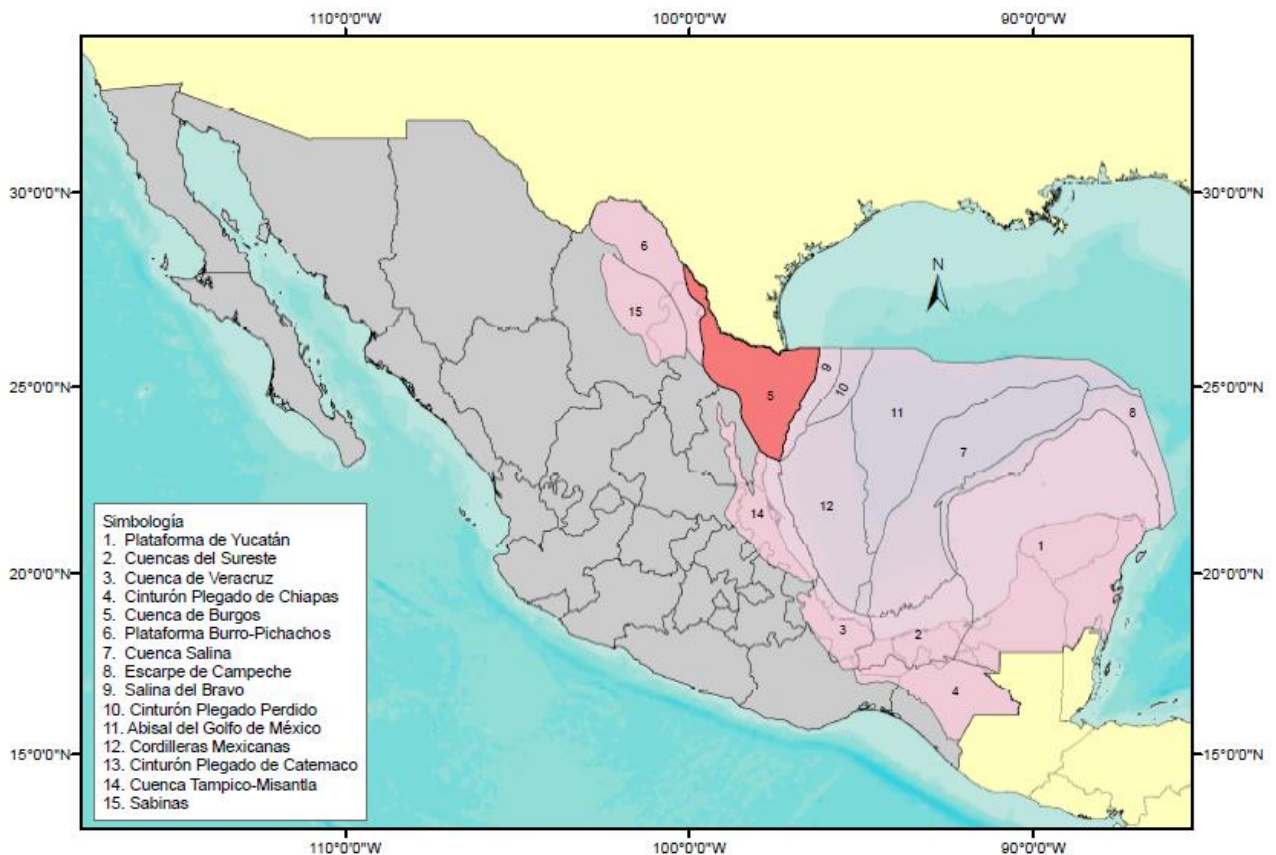 110°0'0"W
100°0'0"W
90°0'0"W
30°0'0"N
30°0'0"N
N
6
15
9
10
25°0'0"N
25°0'0"N
5
11
8
7
12
14
1
20°0'0"N
20°0'0"N
3
2
4
15°0'0"N
15°0'0"N
Simbología
1. Plataforma de Yucatán
2. Cuencas del Sureste
3. Cuenca de Veracruz
4. Cinturón Plegado de Chiapas
5. Cuenca de Burgos
6. Plataforma Burro-Pichachos
7. Cuenca Salina
8. Escarpe de Campeche
9. Salina del Bravo
10. Cinturón Plegado Perdido
11. Abisal del Golfo de México
12. Cordilleras Mexicanas
13. Cinturón Plegado de Catemaco
14. Cuenca Tampico-Misantla
15. Sabinas
110°0'0"W
100°0'0"W
90°0'0"W